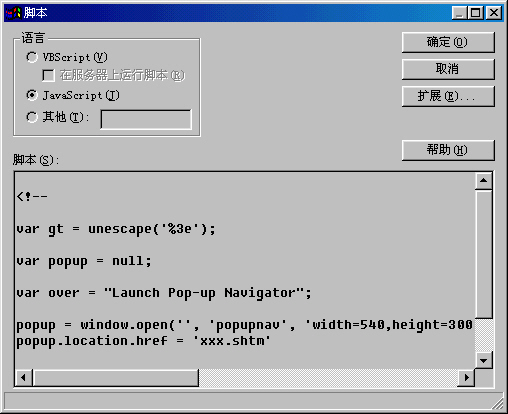 脚本
语言
VBScript(V)
在服务器上运行脚本(R)
JavaScript(J)
其他(T):
确定(O)
取消
扩展(E)...
帮助(H)
脚本(S):
<!--
var gt = unescape('%3e');
var popup = null;
var over = "Launch Pop-up Navigator";
popup = window.open('', 'popupnav', 'width=540,height=300
popup.location.href = 'xxx.shtm'